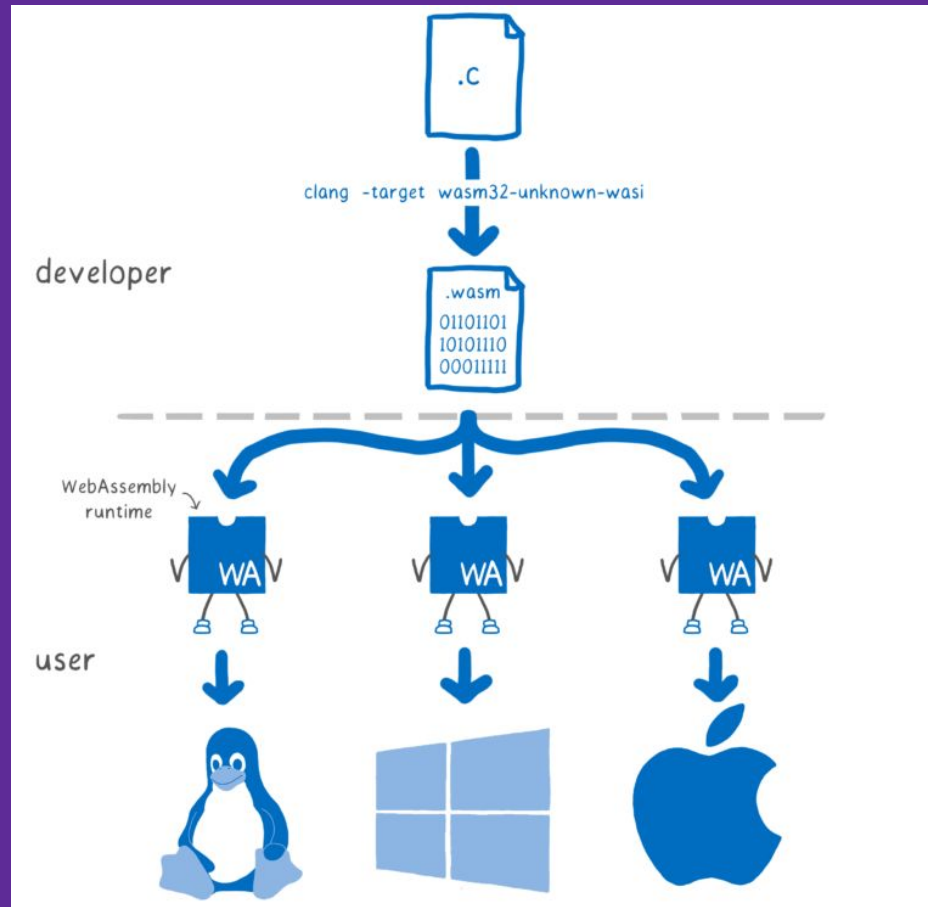 .c
clang -target wasm32-unknown-wasi
developer
.wasm
01101101
10101110
00011111
WebAssembly
runtime
WA
WA
WA
user